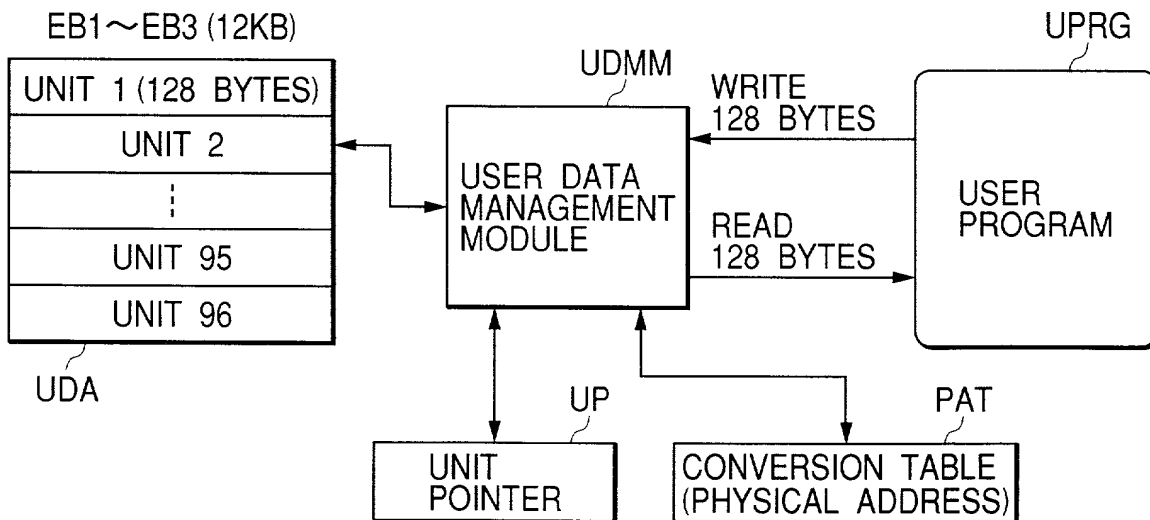 EB1~EB3 (12KB)
UNIT 1 (128 BYTES)
UNIT 2
UNIT 95
UNIT 96
UDA
UDMM
USER DATA
MANAGEMENT
MODULE
WRITE
128 BYTES
READ
128 BYTES
UPRG
USER
PROGRAM
UP
UNIT
POINTER
PAT
CONVERSION TABLE
(PHYSICAL ADDRESS)